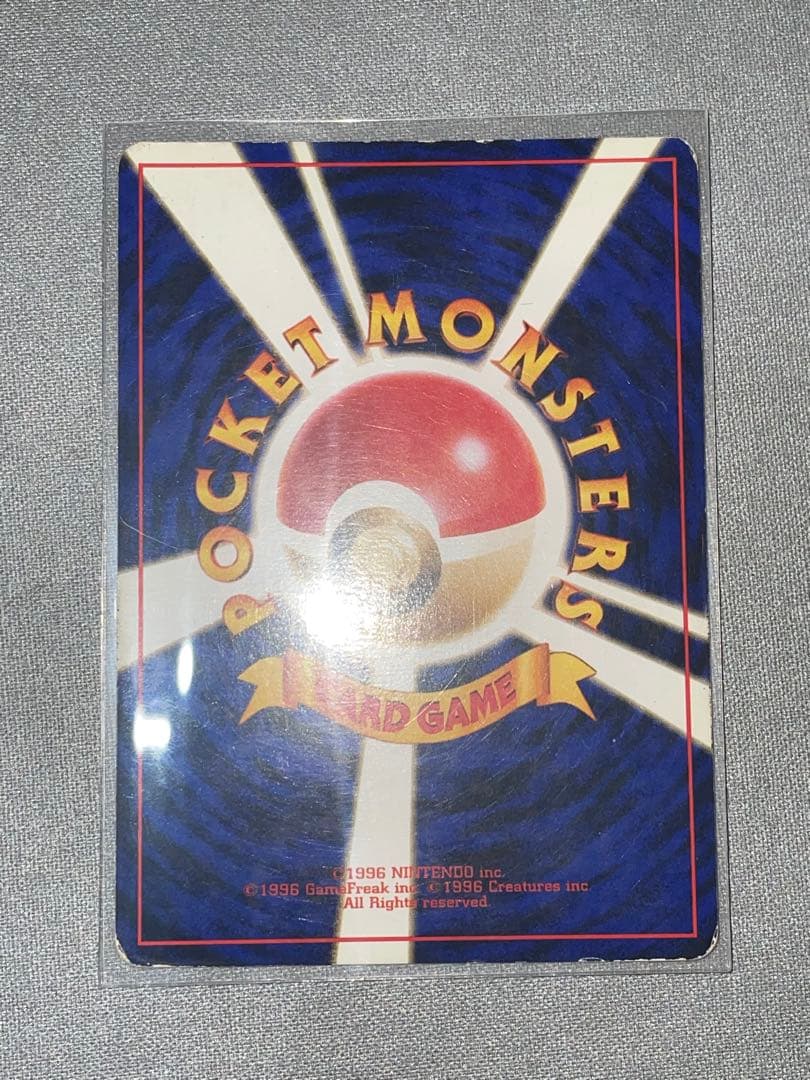 POCKET MONSTERS
CARD GAME
©1996 NINTENDO inc.
©1996 GameFreak inc. ©1996 Creatures inc.
All Rights reserved.